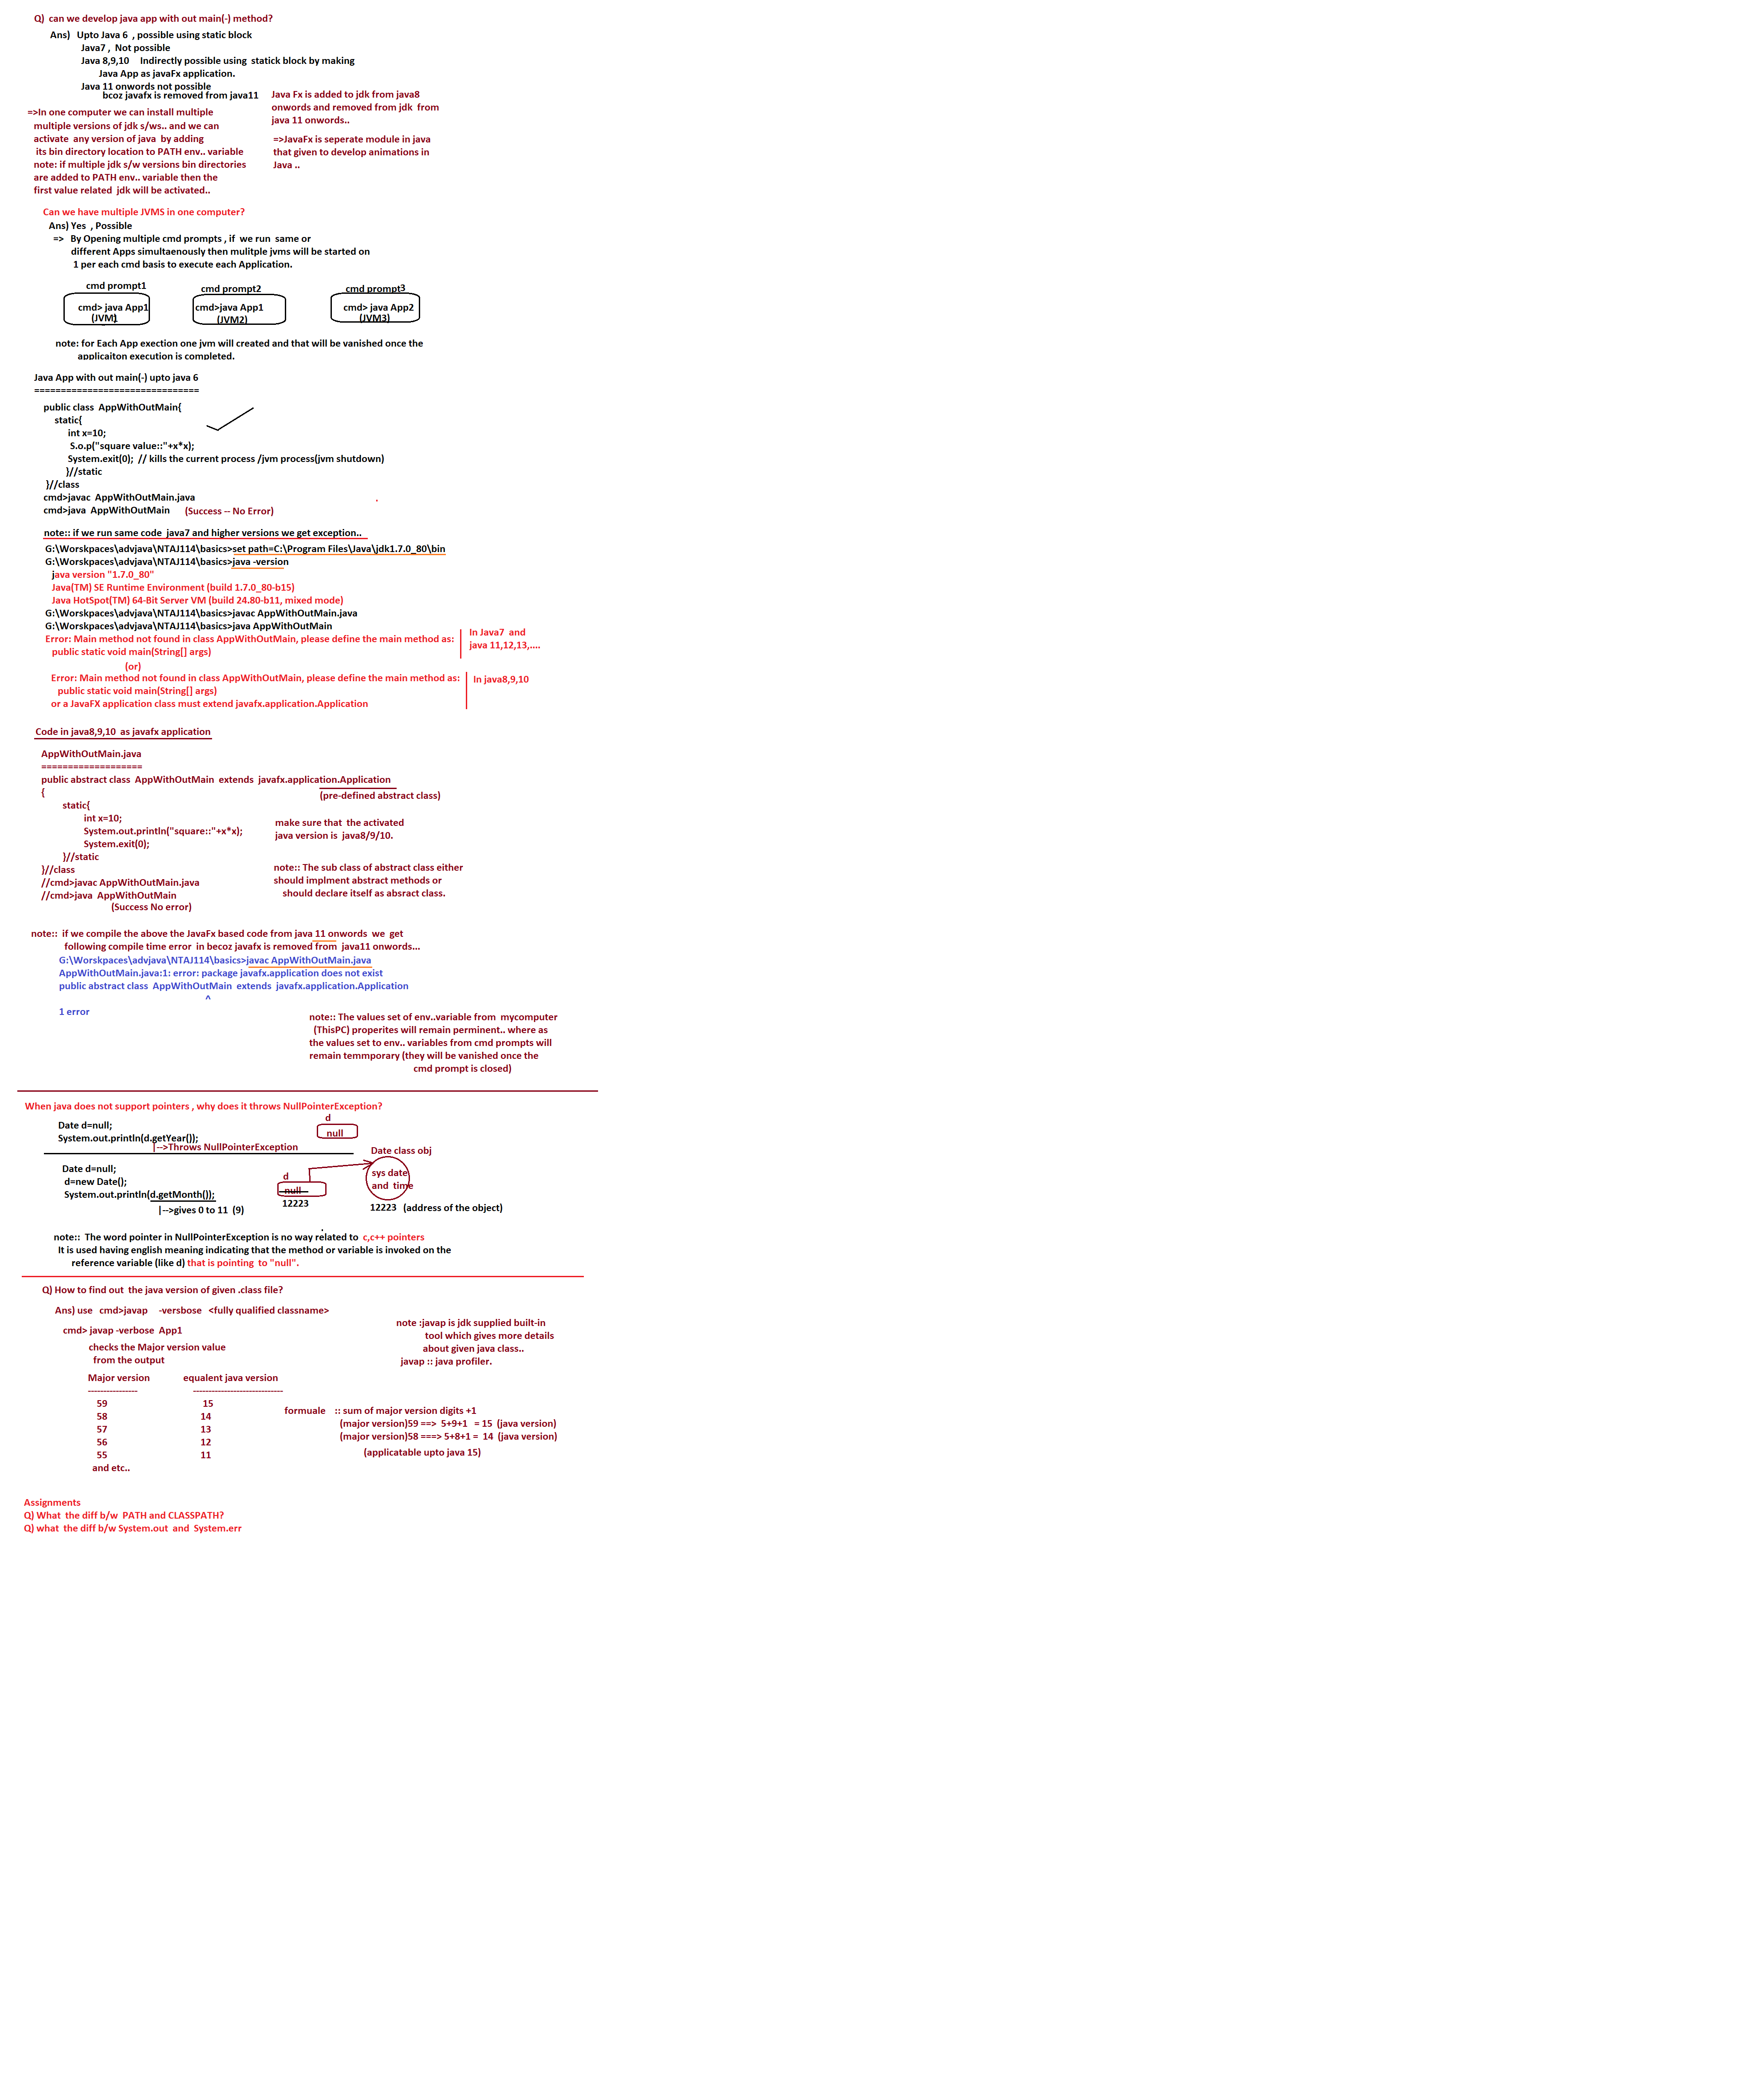 Q)  can we develop java app with out main(-) method?
Ans)   Upto Java 6  , possible using static block
Java7 ,  Not possible
Java 8,9,10    Indirectly possible using  statick block by making
Java App as javaFx application.
Java 11 onwords not possible
bcoz javafx is removed from java11
Java Fx is added to jdk from java8
onwords and removed from jdk  from
java 11 onwords..
=>JavaFx is seperate module in java
that given to develop animations in
Java ..
=>In one computer we can install multiple
multiple versions of jdk s/ws.. and we can
activate  any version of java  by adding
its bin directory location to PATH env.. variable
note: if multiple jdk s/w versions bin directories
are added to PATH env.. variable then the
first value related  jdk will be activated..
Can we have multiple JVMS in one computer?
Ans) Yes  , Possible
=>   By Opening multiple cmd prompts , if  we run  same or
different Apps simultaenously then mulitple jvms will be started on
1 per each cmd basis to execute each Application.
cmd prompt1
cmd prompt2
cmd prompt3
cmd> java App1
(JVM1
cmd>java App1
(JVM2)
cmd> java App2
(JVM3)
note: for Each App exection one jvm will created and that will be vanished once the
applicaiton execution is completed.
Java App with out main(-) upto java 6
===============================
public class  AppWithOutMain{
static{
int x=10;
S.o.p("square value::"+x*x);
System.exit(0);  // kills the current process /jvm process(jvm shutdown)
}//static
}//class
cmd>javac  AppWithOutMain.java
cmd>java  AppWithOutMain     (Success -- No Error)
note:: if we run same code  java7 and higher versions we get exception..
G:\Worskpaces\advjava\NTAJ114\basics>set path=C:\Program Files\Java\jdk1.7.0_80\bin
G:\Worskpaces\advjava\NTAJ114\basics>java -version
java version "1.7.0_80"
Java(TM) SE Runtime Environment (build 1.7.0_80-b15)
Java HotSpot(TM) 64-Bit Server VM (build 24.80-b11, mixed mode)
G:\Worskpaces\advjava\NTAJ114\basics>javac AppWithOutMain.java
G:\Worskpaces\advjava\NTAJ114\basics>java AppWithOutMain
Error: Main method not found in class AppWithOutMain, please define the main method as:
public static void main(String[] args)
In Java7  and
java 11,12,13,....
(or)
Error: Main method not found in class AppWithOutMain, please define the main method as:
public static void main(String[] args)
or a JavaFX application class must extend javafx.application.Application
In java8,9,10
Code in java8,9,10  as javafx application
AppWithOutMain.java
===================
public abstract class  AppWithOutMain  extends  javafx.application.Application
{
(pre-defined abstract class)
static{
int x=10;
System.out.println("square::"+x*x);
System.exit(0);
}//static
}//class
//cmd>javac AppWithOutMain.java
//cmd>java  AppWithOutMain
(Success No error)
make sure that  the activated
java version is  java8/9/10.
note:: The sub class of abstract class either
should implment abstract methods or
should declare itself as absract class.
note::  if we compile the above the JavaFx based code from java 11 onwords  we  get
following compile time error  in becoz javafx is removed from  java11 onwords...
G:\Worskpaces\advjava\NTAJ114\basics>javac AppWithOutMain.java
AppWithOutMain.java:1: error: package javafx.application does not exist
public abstract class  AppWithOutMain  extends  javafx.application.Application
^
1 error
note:: The values set of env..variable from  mycomputer
(ThisPC) properites will remain perminent.. where as
the values set to env.. variables from cmd prompts will
remain temmporary (they will be vanished once the
cmd prompt is closed)
When java does not support pointers , why does it throws NullPointerException?
Date d=null;
System.out.println(d.getYear());
|-->Throws NullPointerException
d
null
Date d=null;
d=new Date();
System.out.println(d.getMonth());
|-->gives 0 to 11  (9)
d
null
12223
Date class obj
sys date
and  time
12223   (address of the object)
note::  The word pointer in NullPointerException is no way related to  c,c++ pointers
It is used having english meaning indicating that the method or variable is invoked on the
reference variable (like d) that is pointing  to "null".
Q) How to find out  the java version of given .class file?
Ans) use   cmd>javap    -versbose   <fully qualified classname>
cmd> javap -verbose  App1
checks the Major version value
from the output
note :javap is jdk supplied built-in
tool which gives more details
about given java class..
javap :: java profiler.
Major version    equalent java version
----------------    -----------------------------
59    15
58    14
57    13
56    12
55    11
and etc..
formuale    :: sum of major version digits +1
(major version)59 ==>  5+9+1   = 15  (java version)
(major version)58 ===> 5+8+1 =  14  (java version)
(applicatable upto java 15)
Assignments
Q) What  the diff b/w  PATH and CLASSPATH?
Q) what  the diff b/w System.out  and  System.err